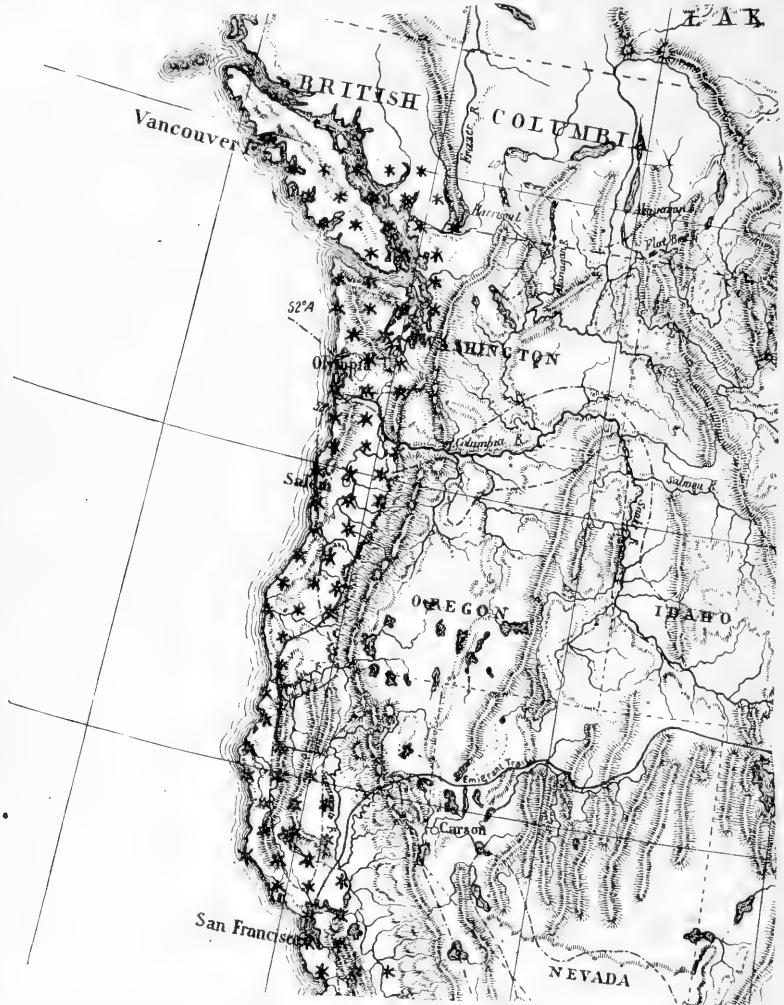 LAK
BRITISH
COLUMBIA
Vancouver I.
Frazer R.
Harrison L.
Flat Bow
52°A
WASHINGTON
Olympia
Columbia R.
Salem
Salmon R.
OREGON
IDAHO
Emigrant Trail
Carson
San Francisco
NEVADA